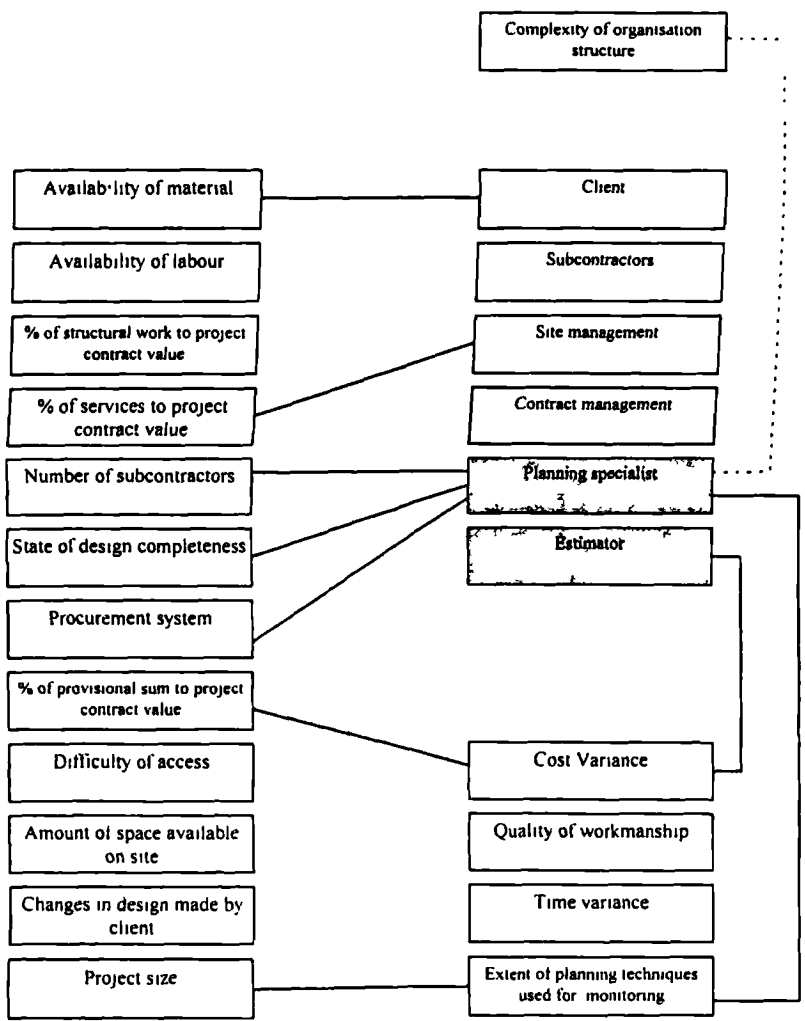 Complexity of organisation
structure
Availability of material
Client
Availability of labour
Subcontractors
% of structural work to project
contract value
Site management
% of services to project
contract value
Contract management
Number of subcontractors
Planning specialist
3
State of design completeness
Estimator
Procurement system
% of provisional sum to project
contract value
Difficulty of access
Cost Variance
Amount of space available
on site
Quality of workmanship
Changes in design made by
client
Time variance
Project size
Extent of planning techniques
used for monitoring